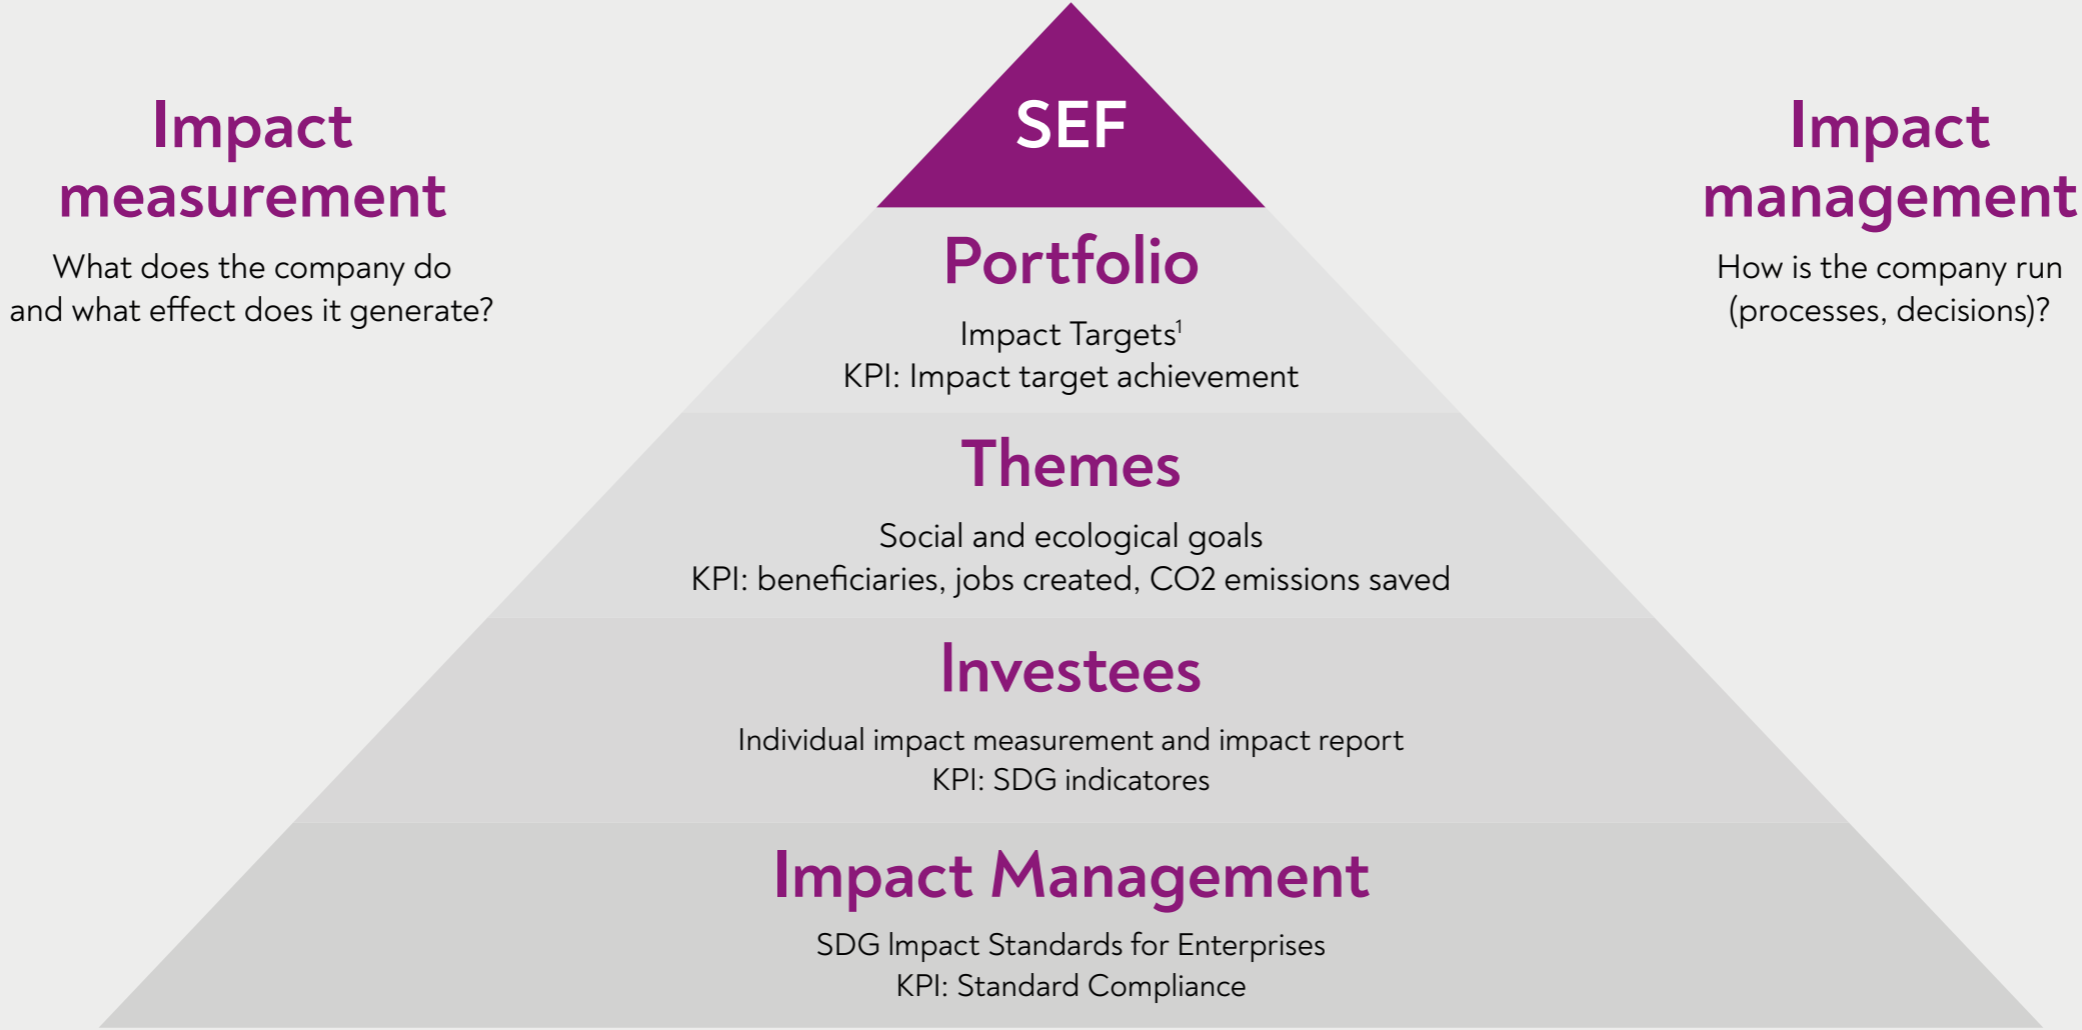 Impact
measurement
What does the company do
and what effect does it generate?
SEF
Impact
management
How is the company run
(processes, decisions)?
Portfolio
Impact Targets¹
KPI: Impact target achievement
Themes
Social and ecological goals
KPI: beneficiaries, jobs created, CO2 emissions saved
Investees
Individual impact measurement and impact report
KPI: SDG indicatores
Impact Management
SDG Impact Standards for Enterprises
KPI: Standard Compliance